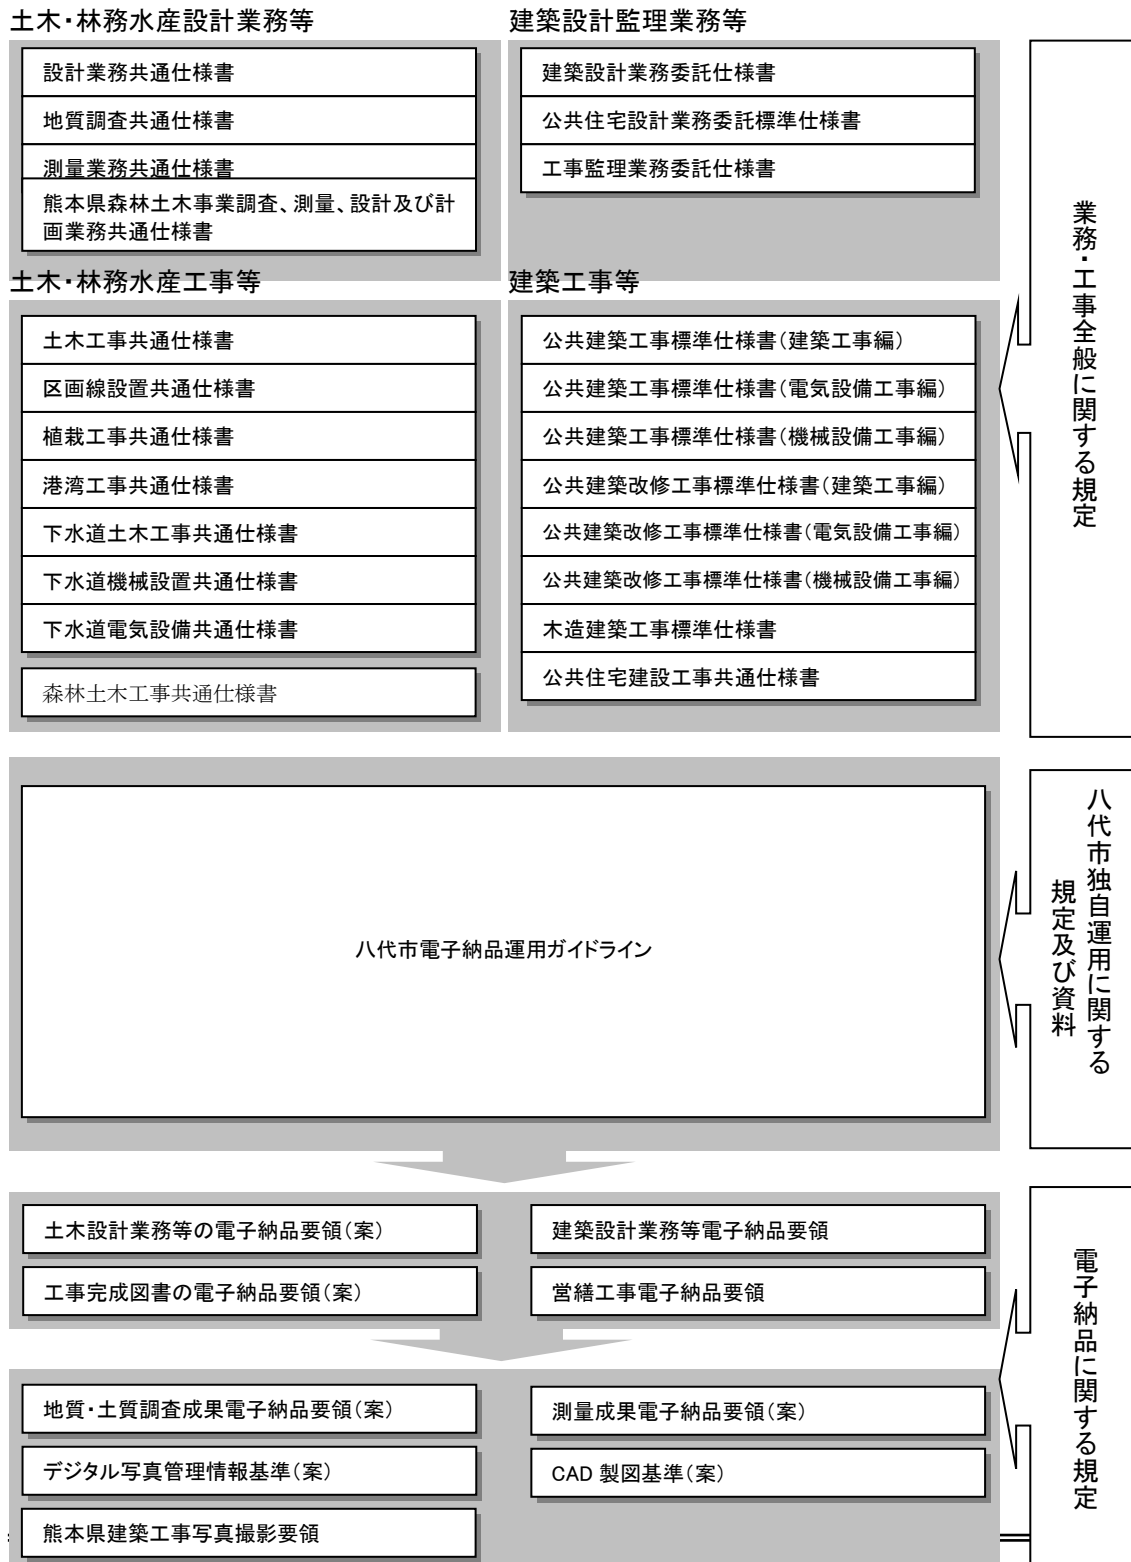 土木・林務水産設計業務等
設計業務共通仕様書
地質調査共通仕様書
測量業務共通仕様書
熊本県森林土木事業調査、測量、設計及び計
画業務共通仕様書
建築設計監理業務等
建築設計業務委託仕様書
公共住宅設計業務委託標準仕様書
工事監理業務委託仕様書
土木・林務水産工事等
土木工事共通仕様書
区画線設置共通仕様書
植栽工事共通仕様書
港湾工事共通仕様書
下水道土木工事共通仕様書
下水道機械設置共通仕様書
下水道電気設備共通仕様書
森林土木工事共通仕様書
建築工事等
公共建築工事標準仕様書(建築工事編)
公共建築工事標準仕様書(電気設備工事編)
公共建築工事標準仕様書(機械設備工事編)
公共建築改修工事標準仕様書(建築工事編)
公共建築改修工事標準仕様書(電気設備工事編)
公共建築改修工事標準仕様書(機械設備工事編)
木造建築工事標準仕様書
公共住宅建設工事共通仕様書
業務・工事全般に関する規定
八代市電子納品運用ガイドライン
八代市独自運用に関する
規定及び資料
土木設計業務等の電子納品要領(案)
工事完成図書の電子納品要領(案)
建築設計業務等電子納品要領
営繕工事電子納品要領
地質・土質調査成果電子納品要領(案)
デジタル写真管理情報基準(案)
熊本県建築工事写真撮影要領
測量成果電子納品要領(案)
CAD 製図基準(案)
電子納品に関する規定